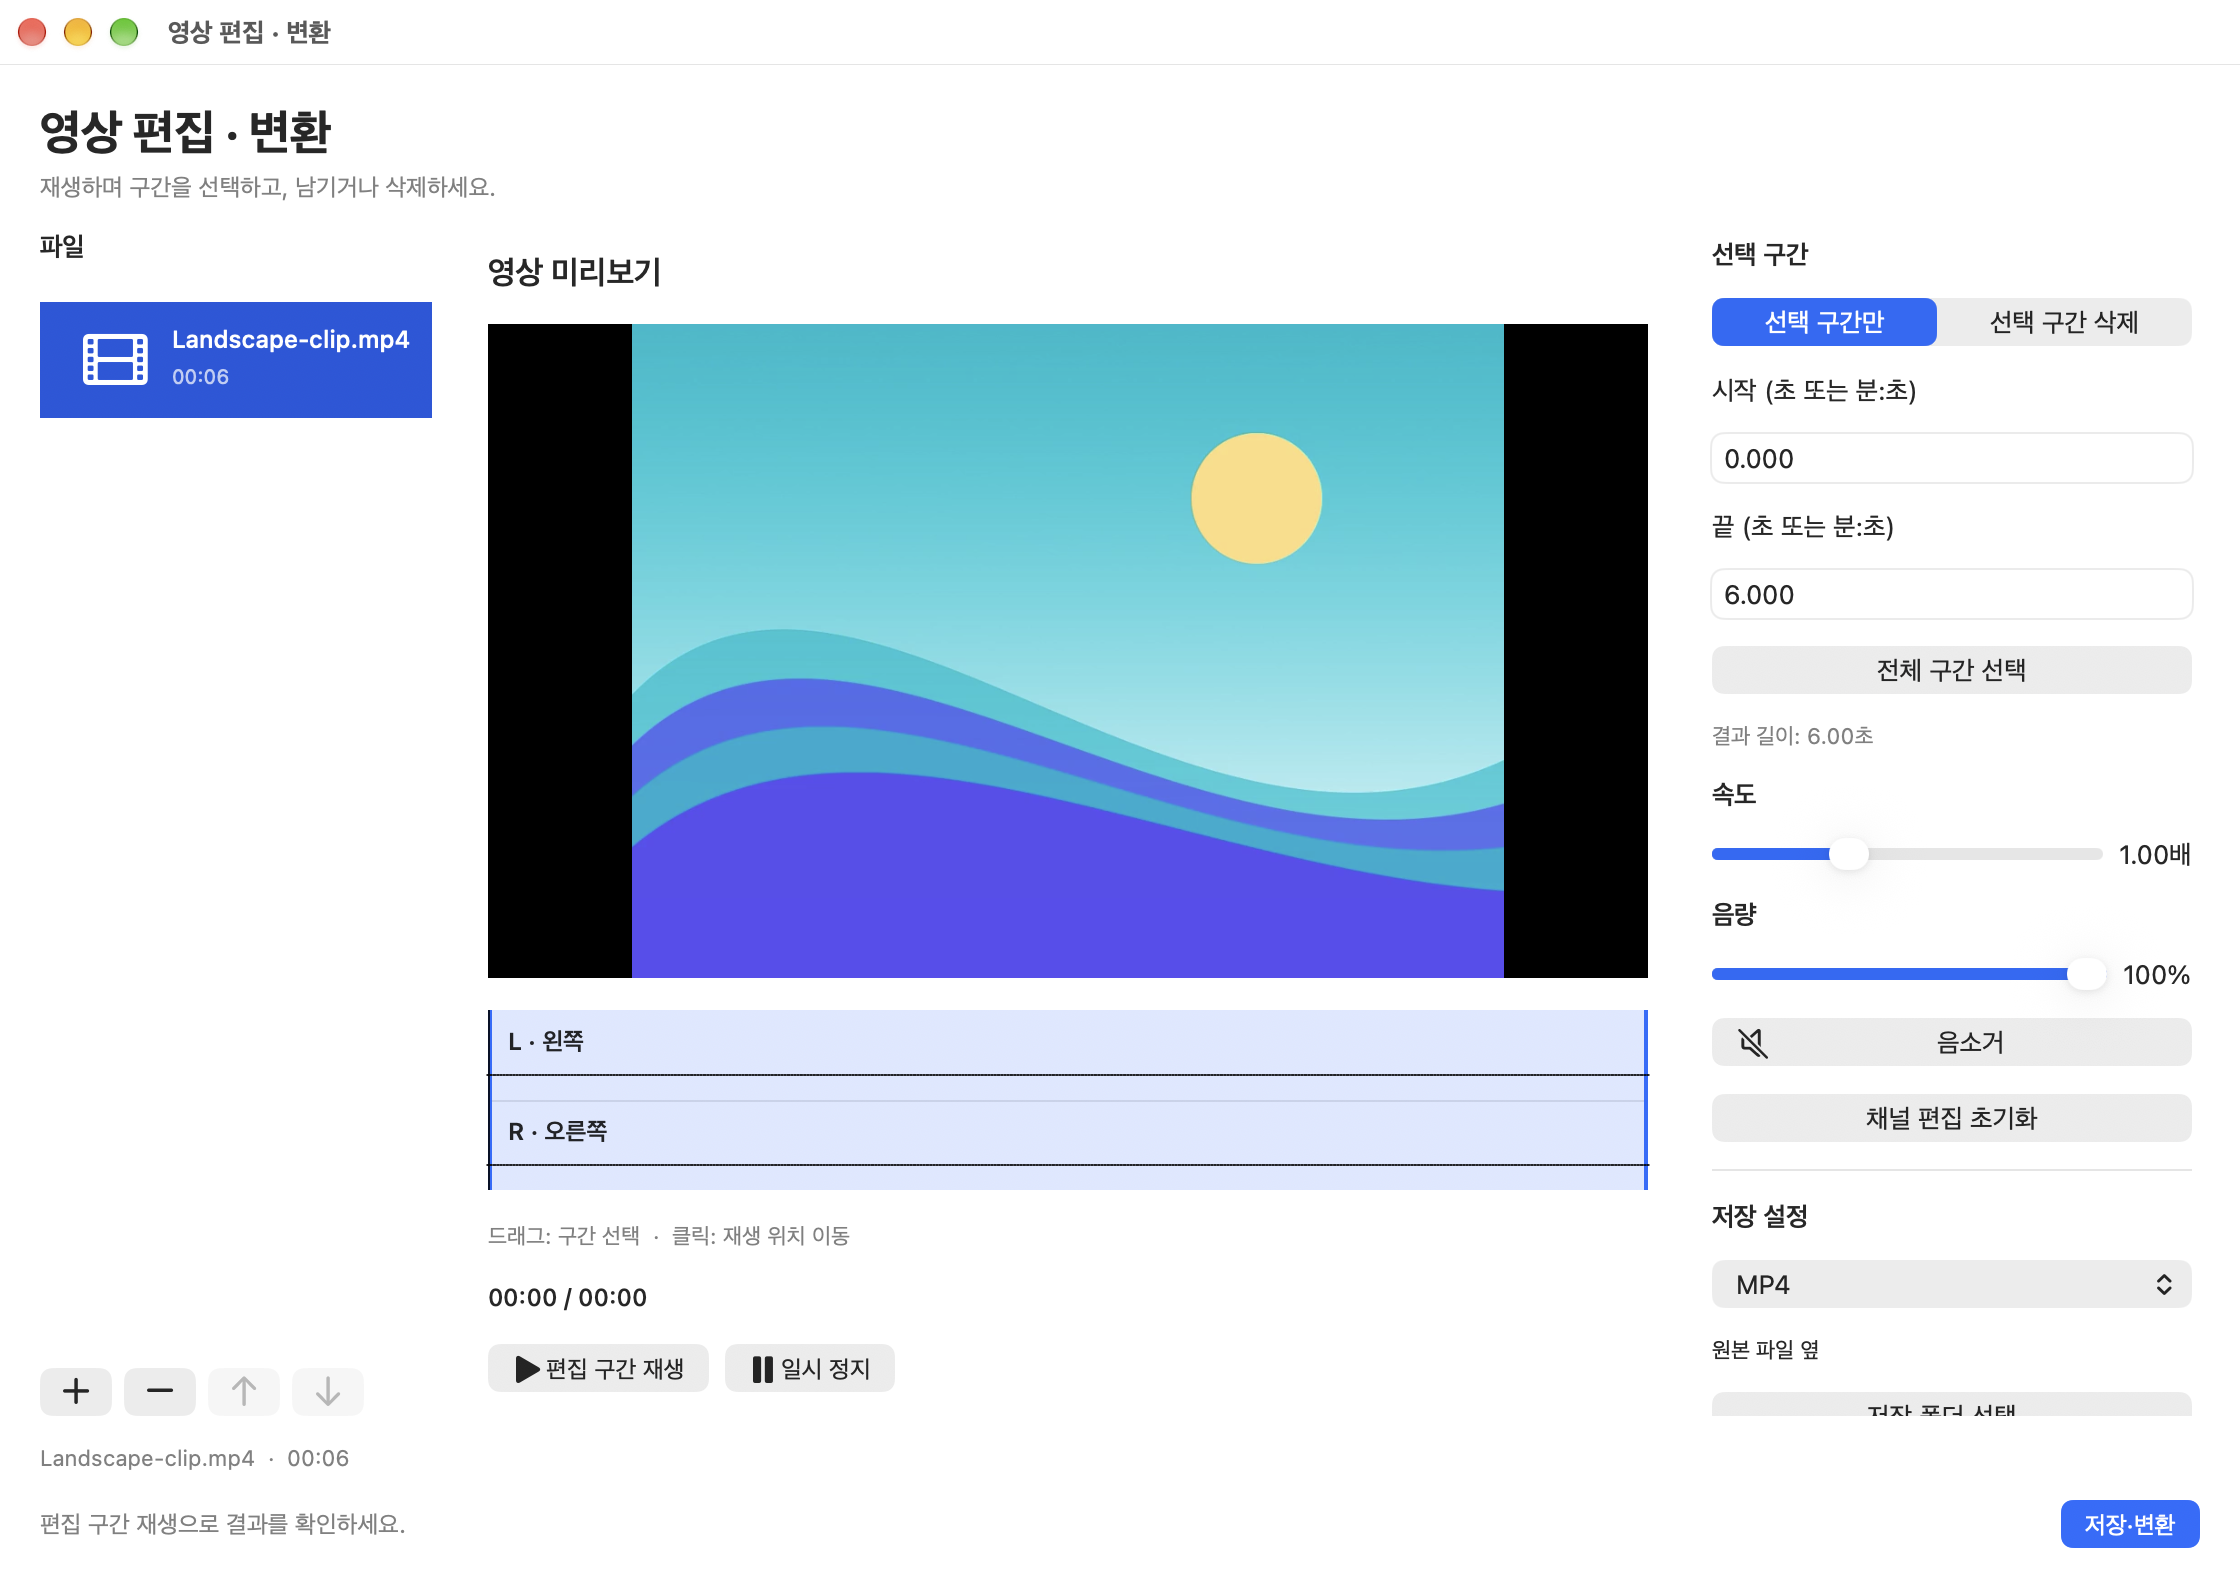 영상 편집 · 변환
영상 편집 · 변환
재생하며 구간을 선택하고, 남기거나 삭제하세요.
파일
Landscape-clip.mp4
00:06
영상 미리보기
L · 왼쪽
R · 오른쪽
드래그: 구간 선택 · 클릭: 재생 위치 이동
00:00 / 00:00
편집 구간 재생
일시 정지
선택 구간
선택 구간만
선택 구간 삭제
시작 (초 또는 분:초)
0.000
끝 (초 또는 분:초)
6.000
전체 구간 선택
결과 길이: 6.00초
속도
1.00배
음량
100%
음소거
채널 편집 초기화
저장 설정
MP4
원본 파일 옆
저장 폴더 선택
Landscape-clip.mp4 · 00:06
편집 구간 재생으로 결과를 확인하세요.
저장·변환